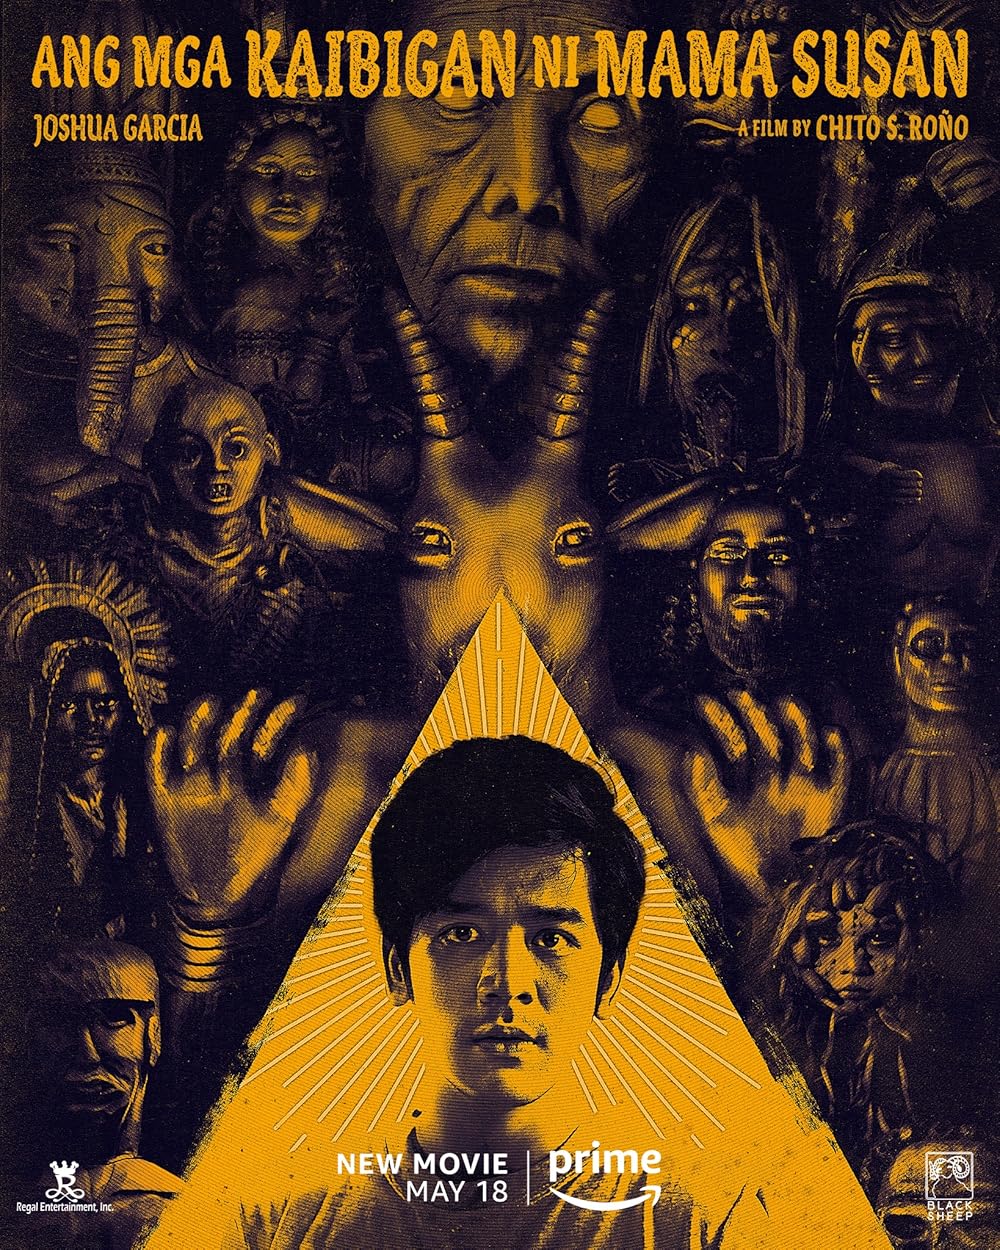 ANG MGA KAIBIGAN NI MAMA SUSAN
JOSHUA GARCIA
A FILM BY CHITO S. ROÑO
NEW MOVIE
MAY 18
prime
R
Regal Entertainment, Inc.
BLACK
SHEEP